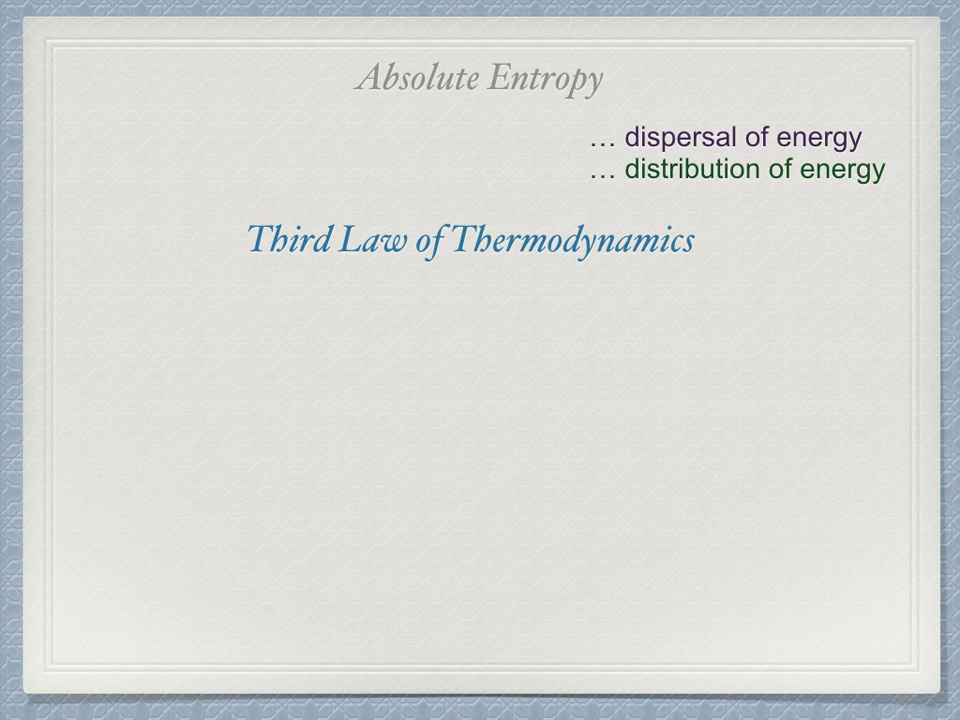 Absolute Entropy
… dispersal of energy
… distribution of energy
Third Law of Thermodynamics